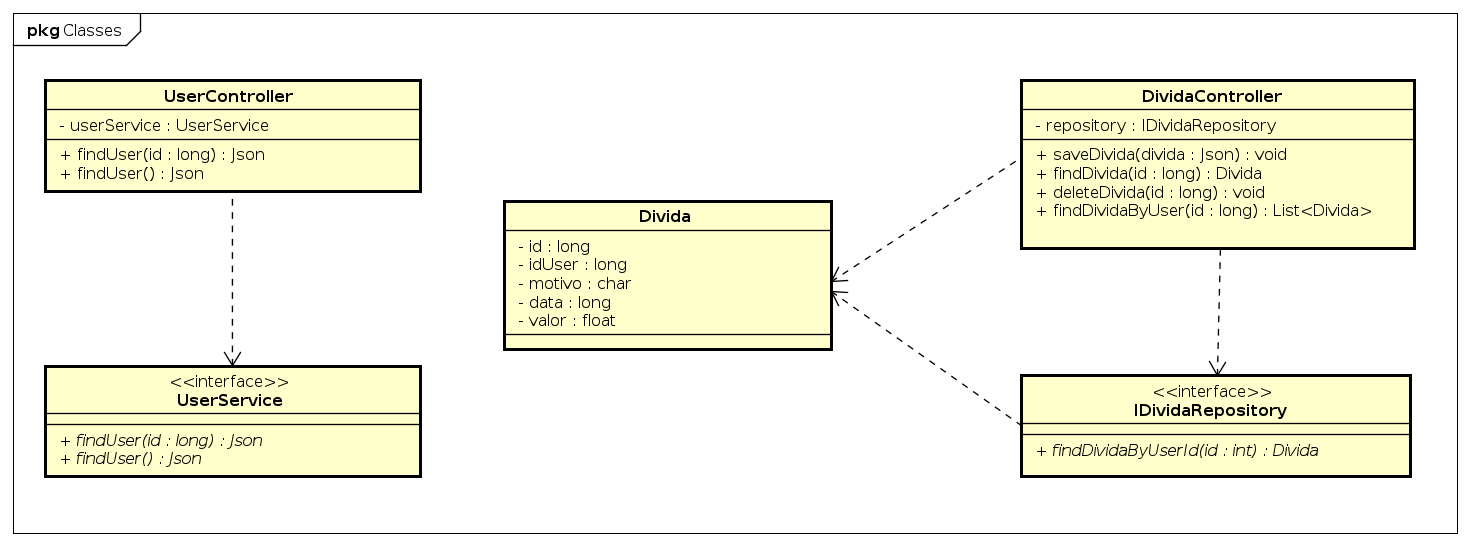 pkg Classes
UserController
- userService : UserService
+ findUser(id : long) : Json
+ findUser() : Json
<<interface>>
UserService
+ findUser(id : long) : Json
+ findUser() : Json
Divida
- id : long
- idUser : long
- motivo : char
- data : long
- valor : float
DividaController
- repository : IDividaRepository
+ saveDivida(divida : Json) : void
+ findDivida(id : long) : Divida
+ deleteDivida(id : long) : void
+ findDividaByUser(id : long) : List<Divida>
<<interface>>
IDividaRepository
+ findDividaByUserId(id : int) : Divida